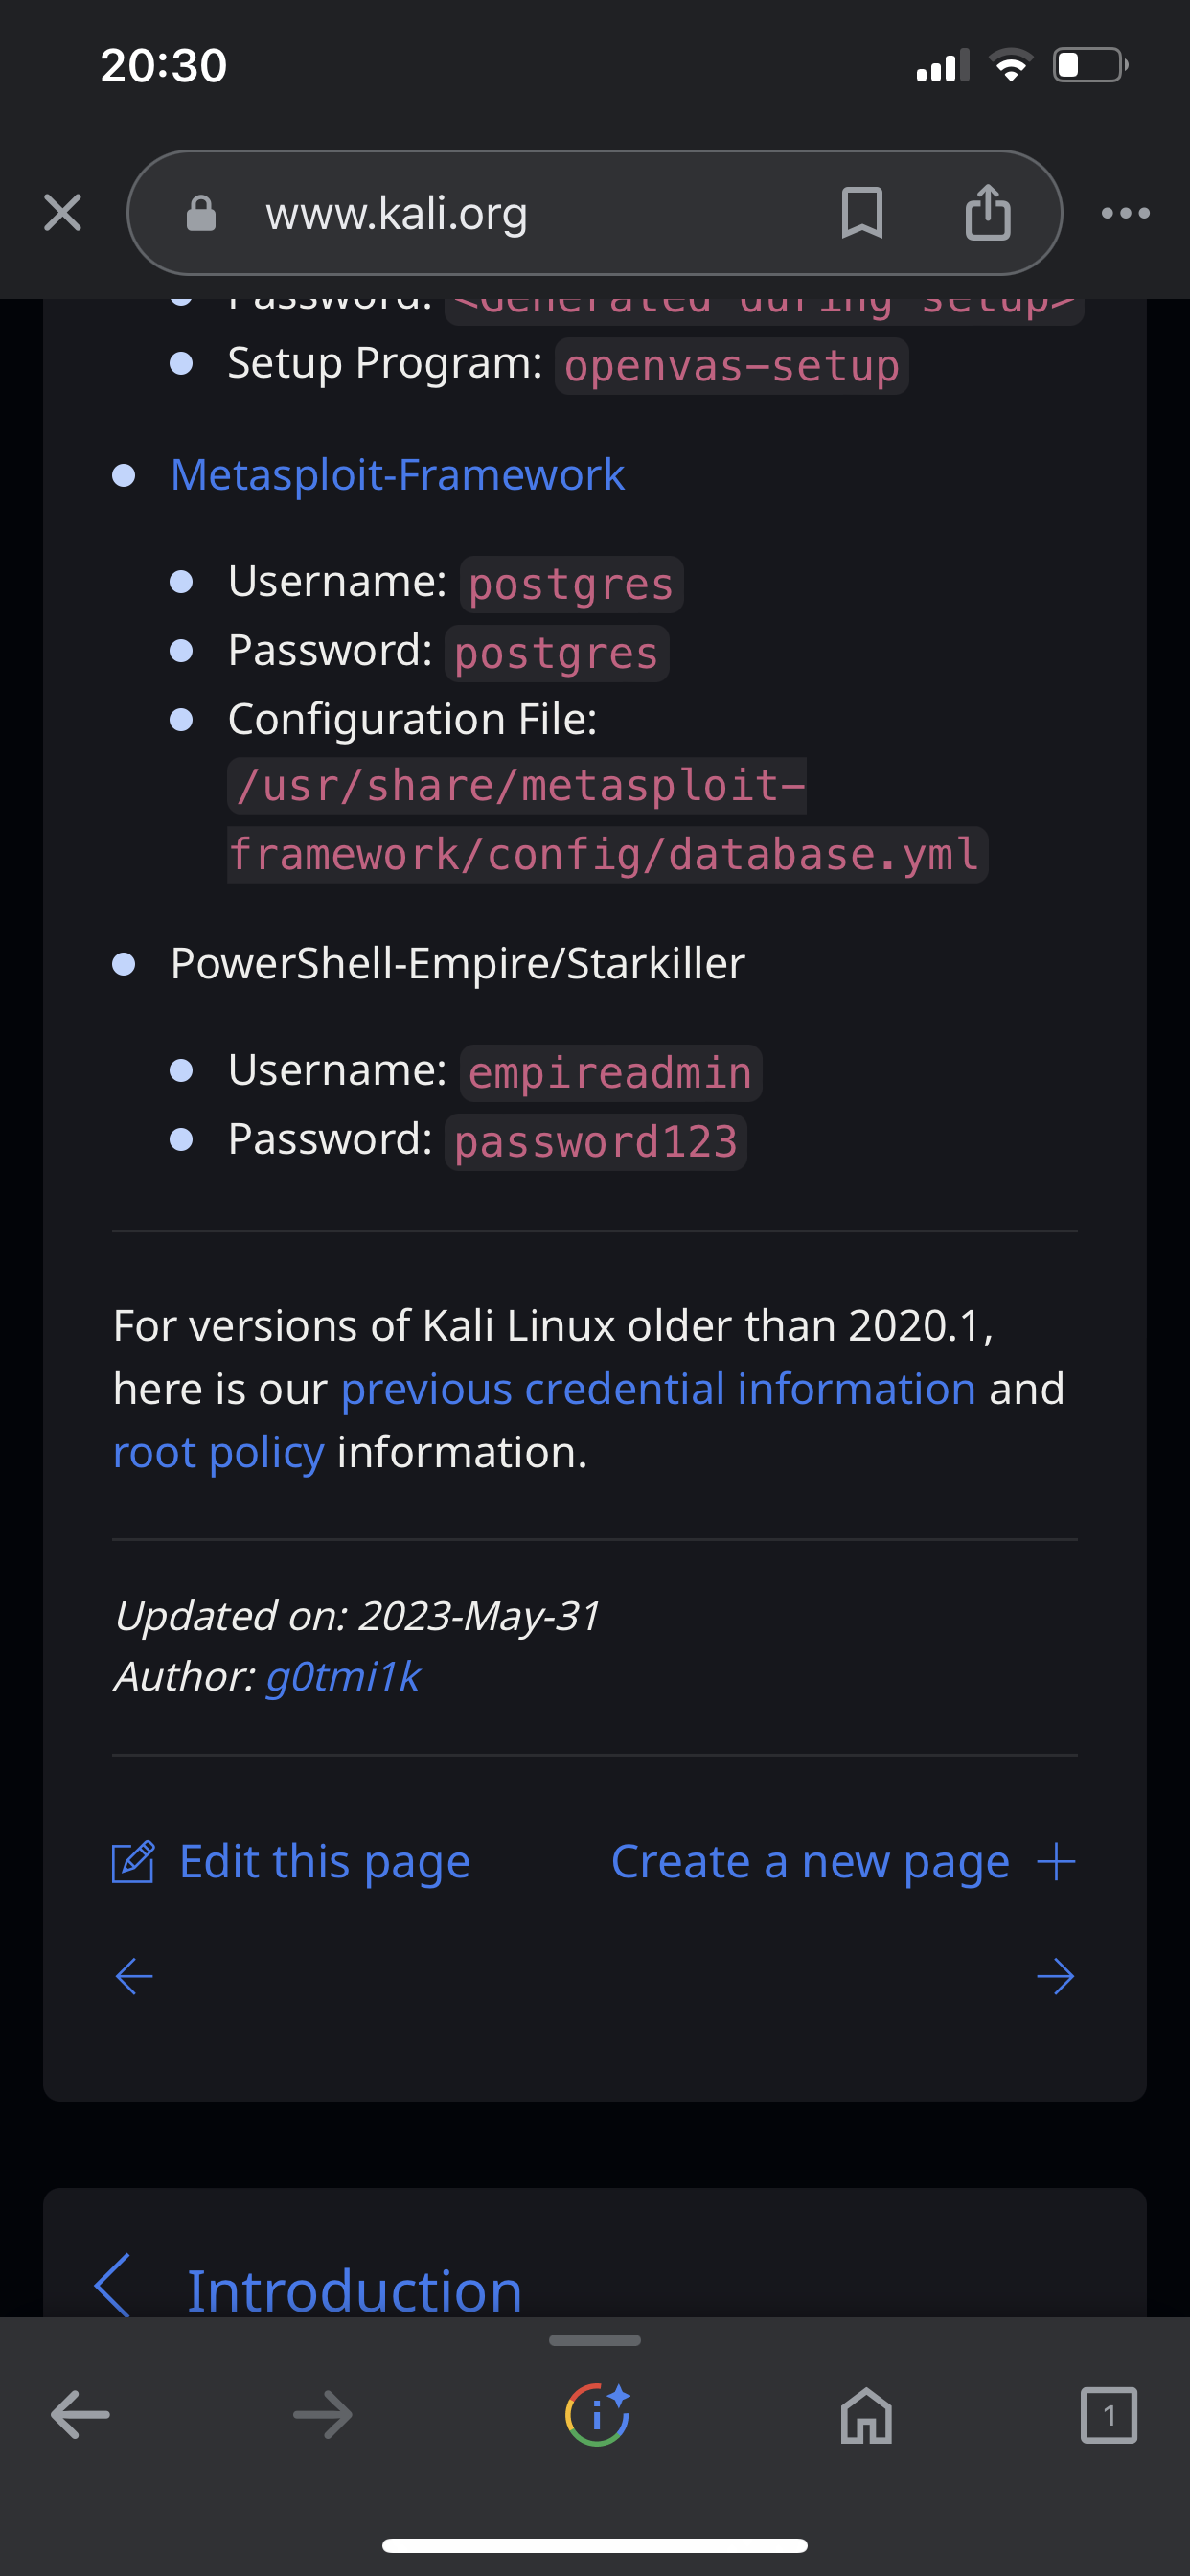 20:30
www.kali.org
Password: <Generated during setup>
Setup Program: openvas-setup
Metasploit-Framework
Username: postgres
Password: postgres
Configuration File:
/usr/share/metasploit-
framework/config/database.yml
PowerShell-Empire/Starkiller
Username: empireadmin
Password: password123
For versions of Kali Linux older than 2020.1,
here is our previous credential information and
root policy information.
Updated on: 2023-May-31
Author: g0tmi1k
Edit this page
Create a new page
Introduction
1